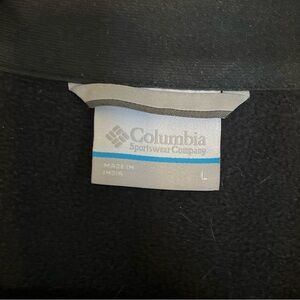 Columbia
Sportswear Company
MADE IN
INDIA
L